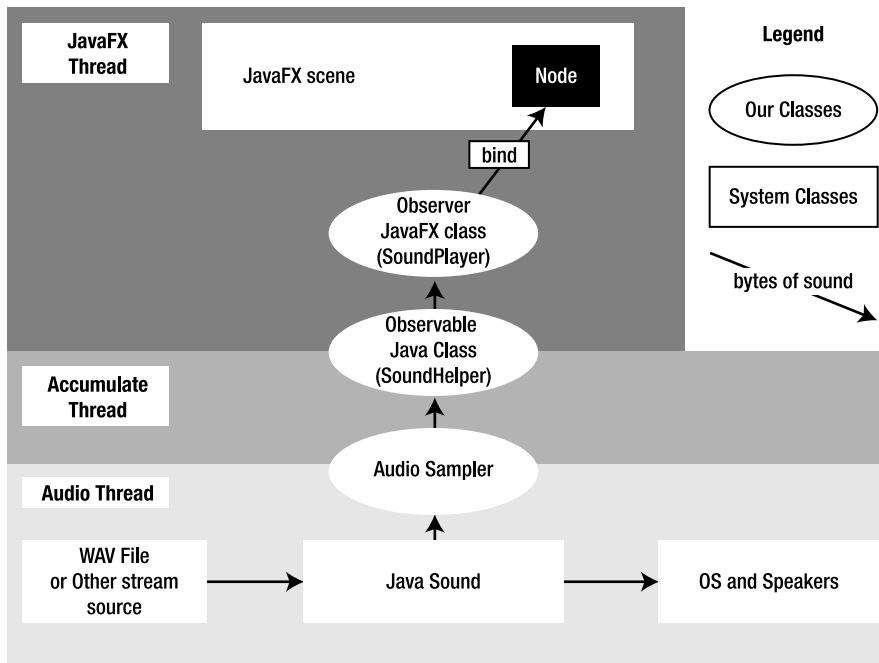 JavaFX
Thread
JavaFX scene
Node
bind
Observer
JavaFX class
(SoundPlayer)
Observable
Java Class
(SoundHelper)
Accumulate
Thread
Audio Sampler
Audio Thread
WAV File
or Other stream
source
Java Sound
OS and Speakers
Legend
Our Classes
System Classes
bytes of sound